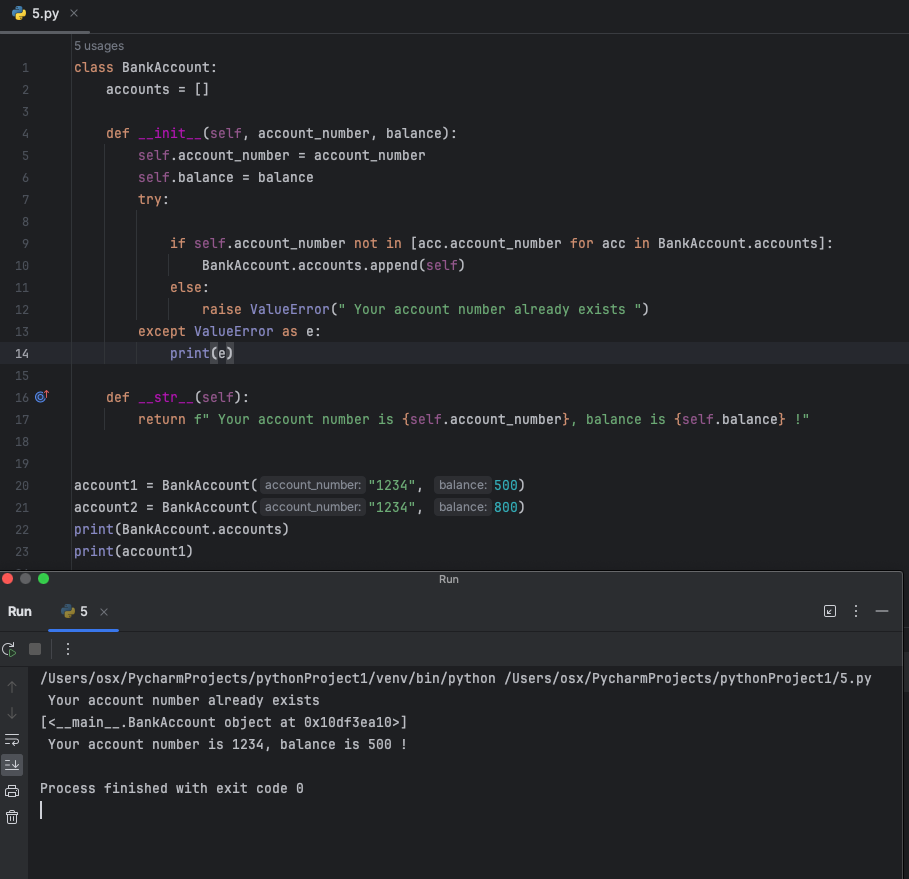 5.py ×
5 usages
1 class BankAccount:
2     accounts = []
3
4     def __init__(self, account_number, balance):
5         self.account_number = account_number
6         self.balance = balance
7         try:
8
9             if self.account_number not in [acc.account_number for acc in BankAccount.accounts]:
10                 BankAccount.accounts.append(self)
11             else:
12                 raise ValueError(" Your account number already exists ")
13         except ValueError as e:
14             print(e)
15
16     def __str__(self):
17         return f" Your account number is {self.account_number}, balance is {self.balance} !"
18
19
20 account1 = BankAccount( account_number: "1234", balance: 500)
21 account2 = BankAccount( account_number: "1234", balance: 800)
22 print(BankAccount.accounts)
23 print(account1)
Run
Run 5 ×
/Users/osx/PycharmProjects/pythonProject1/venv/bin/python /Users/osx/PycharmProjects/pythonProject1/5.py
 Your account number already exists
[<__main__.BankAccount object at 0x10df3ea10>]
 Your account number is 1234, balance is 500 !
Process finished with exit code 0